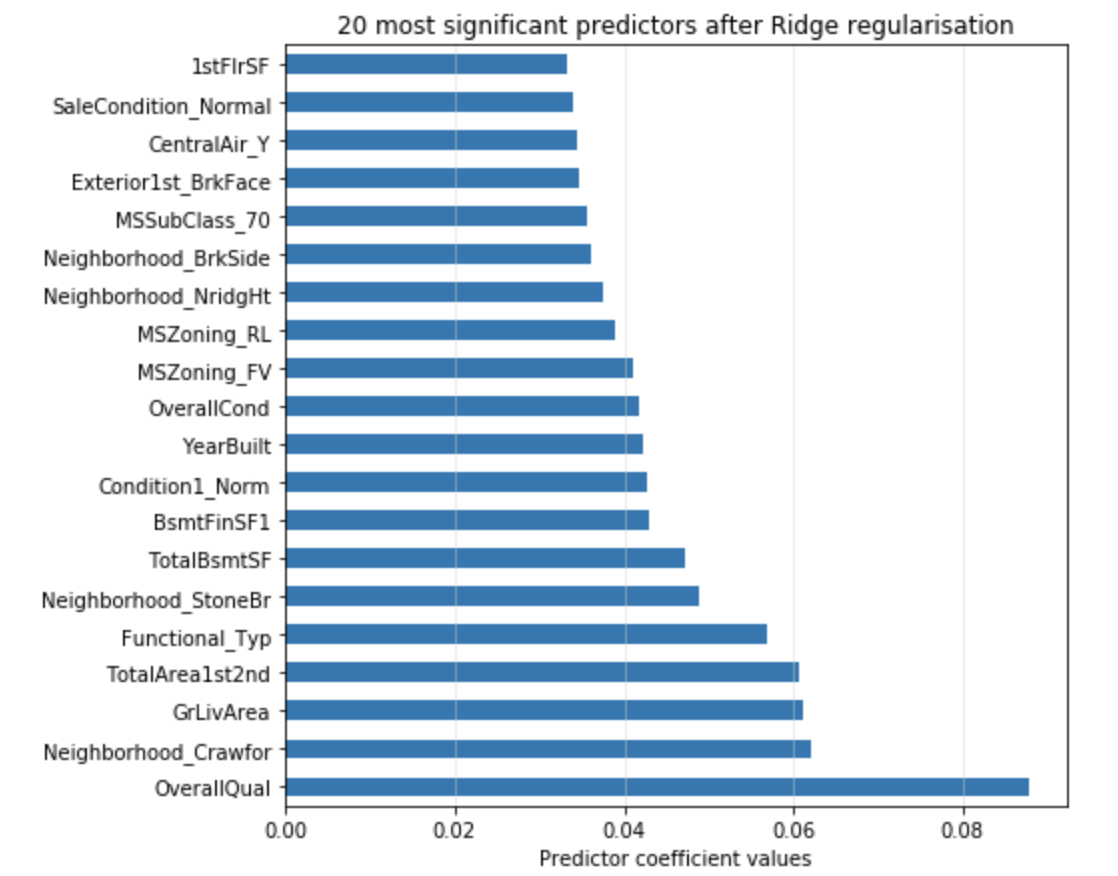 20 most significant predictors after Ridge regularisation
1stFlrSF
SaleCondition_Normal
CentralAir_Y
Exterior1st_BrkFace
MSSubClass_70
Neighborhood_BrkSide
Neighborhood_NridgHt
MSZoning_RL
MSZoning_FV
OverallCond
YearBuilt
Condition1_Norm
BsmtFinSF1
TotalBsmtSF
Neighborhood_StoneBr
Functional_Typ
TotalArea1st2nd
GrLivArea
Neighborhood_Crawfor
OverallQual
0.00 0.02 0.04 0.06 0.08
Predictor coefficient values